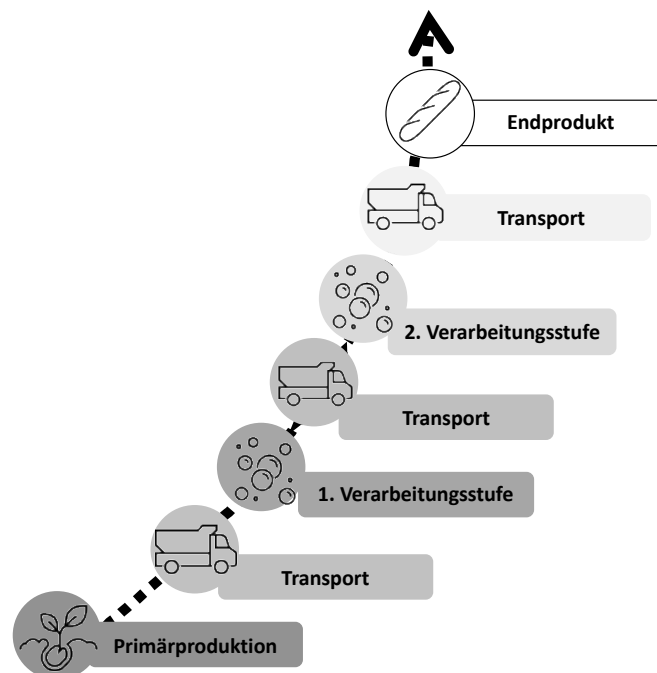 Endprodukt
Transport
2. Verarbeitungsstufe
Transport
1. Verarbeitungsstufe
Transport
Primärproduktion